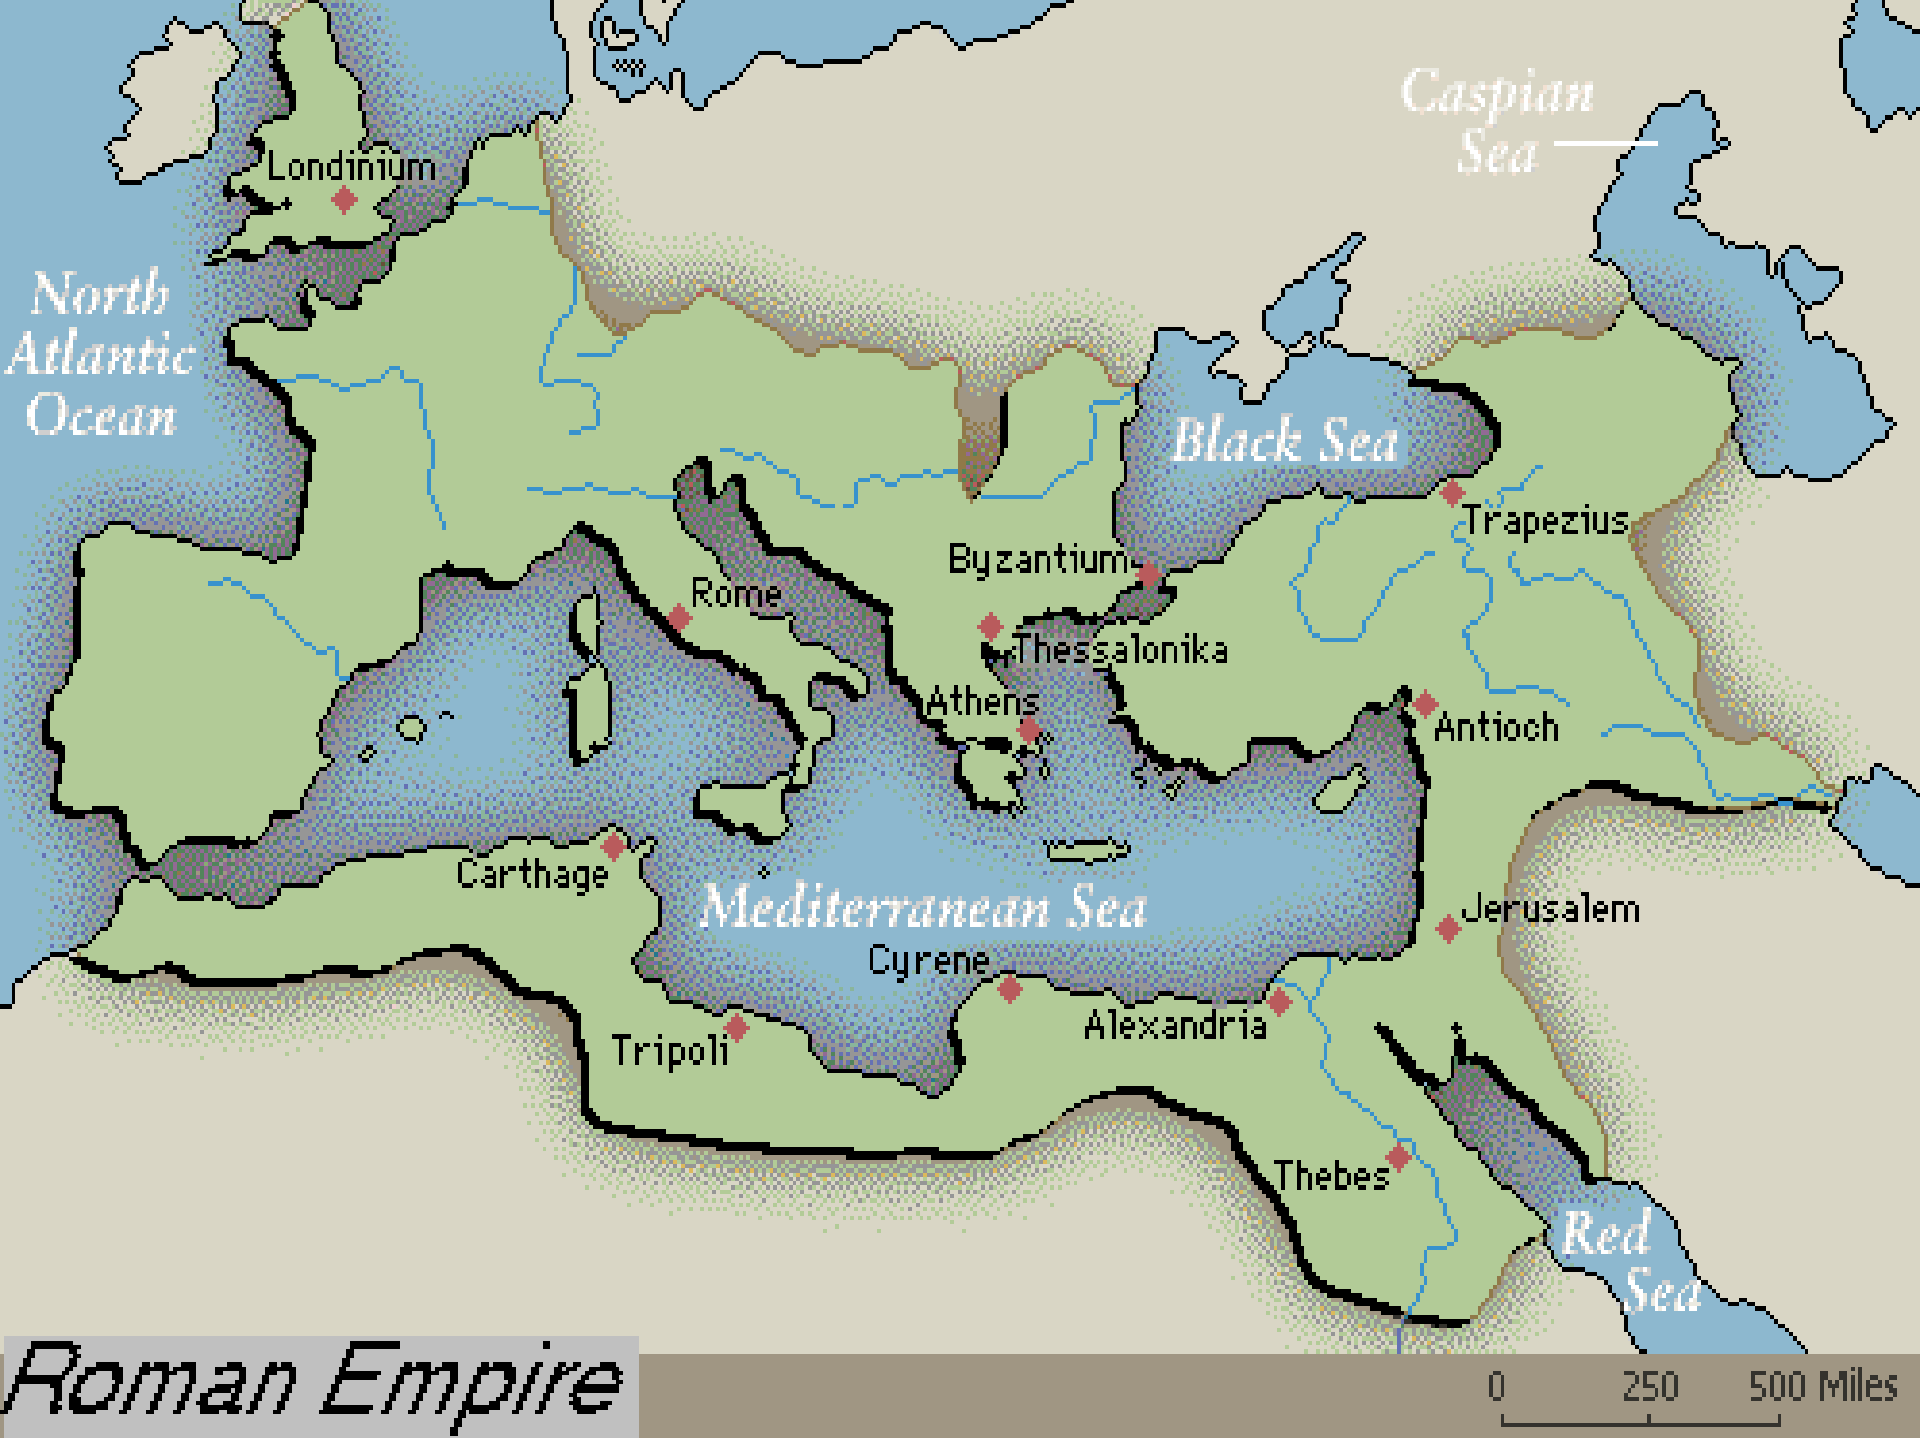 Caspian
Sea
Londinium
North
Atlantic
Ocean
Black Sea
Trapezius
Byzantium
Rome
Thessalonika
Athens
Antioch
Carthage
Mediterranean Sea
Jerusalem
Cyrene
Alexandria
Tripoli
Thebes
Red
Sea
Roman Empire
0 250 500 Miles